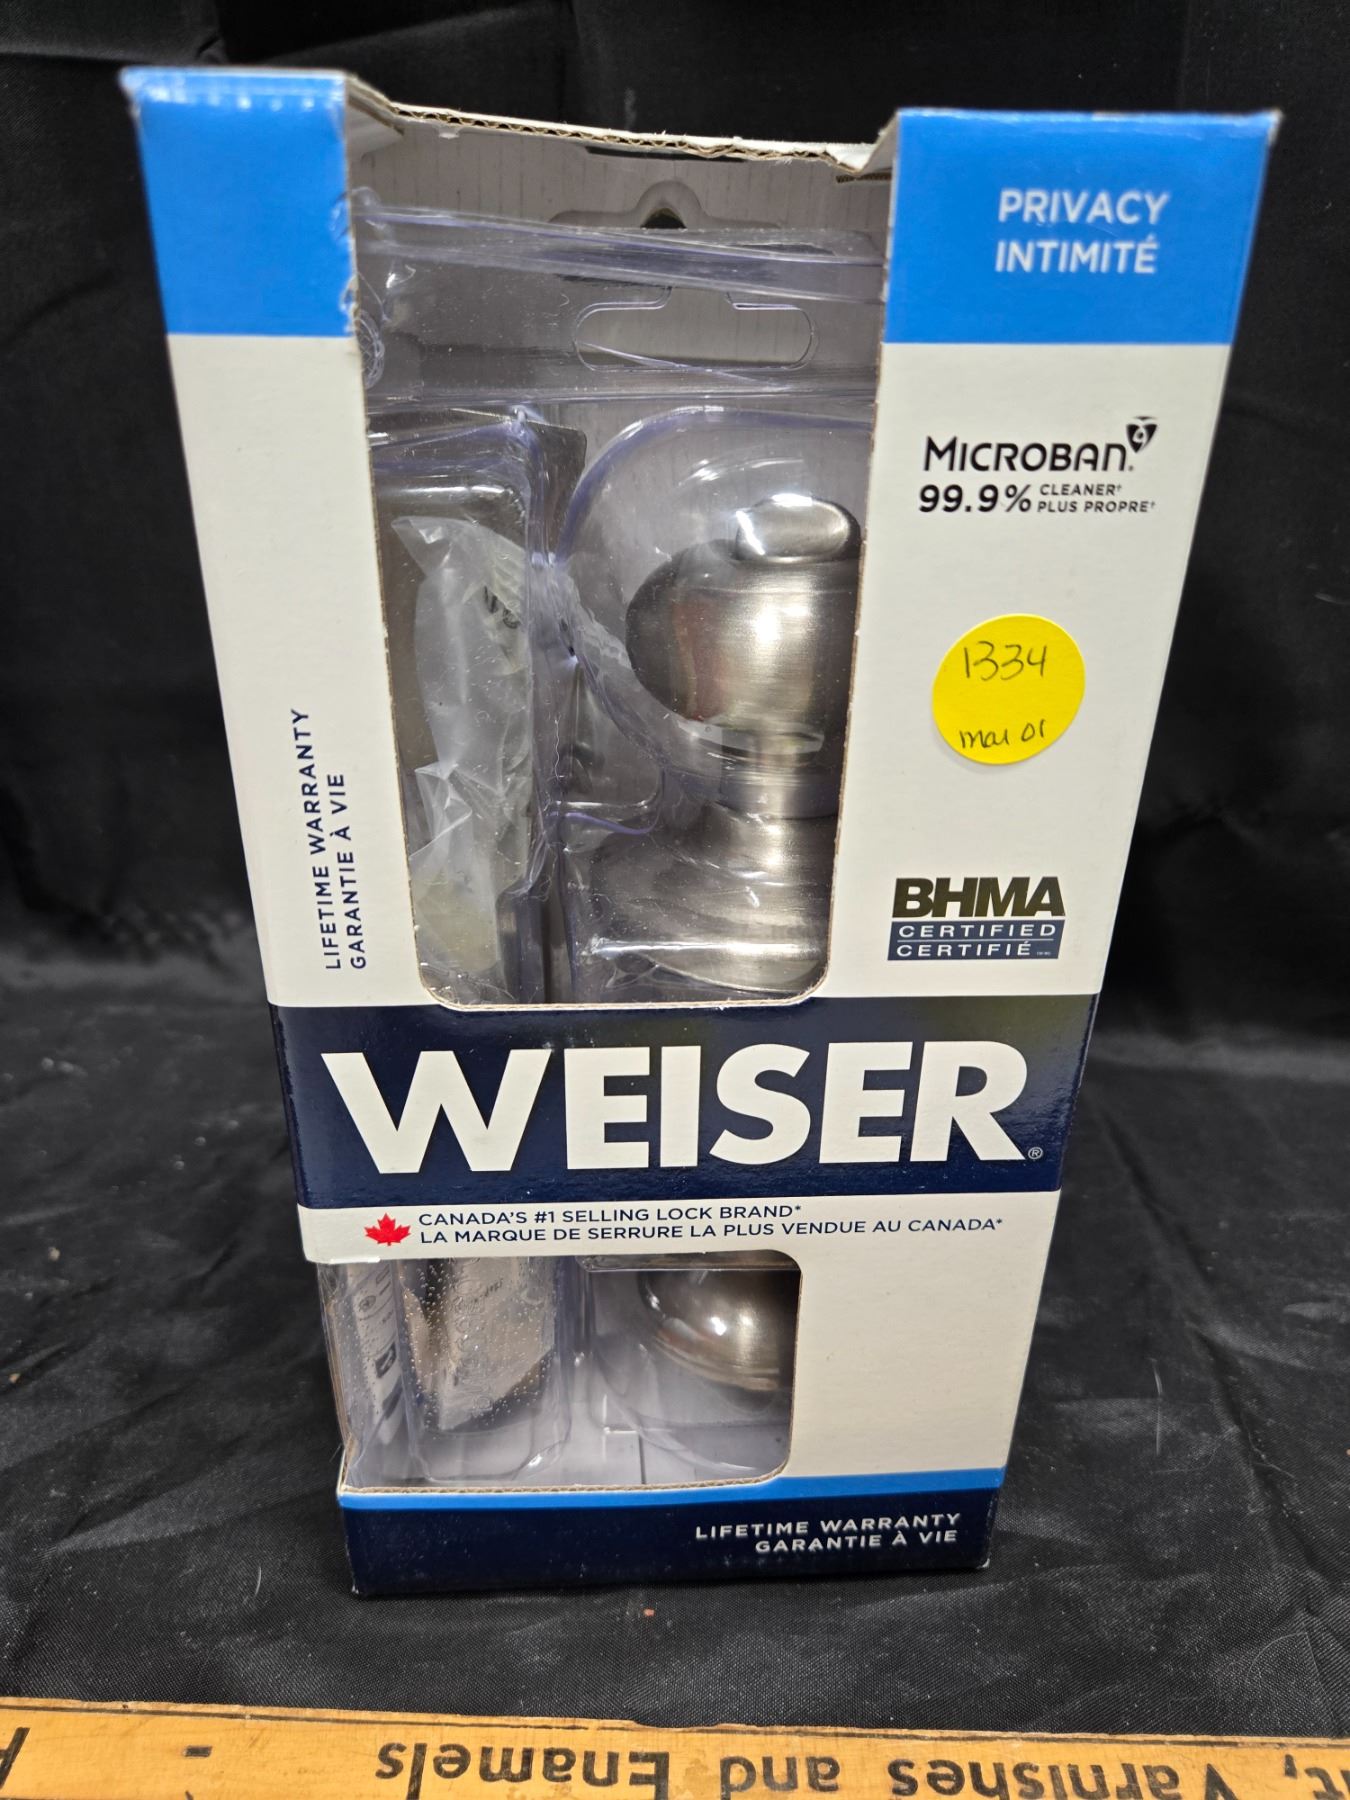 PRIVACY
INTIMITÉ
MICROBAN®
99.9% CLEANER†
PLUS PROPRE†
1334
Mar 01
LIFETIME WARRANTY
GARANTIE À VIE
BHMA
CERTIFIED
CERTIFIÉ
WEISER®
CANADA'S #1 SELLING LOCK BRAND*
LA MARQUE DE SERRURE LA PLUS VENDUE AU CANADA*
LIFETIME WARRANTY
GARANTIE À VIE
Varnishes and Enamels